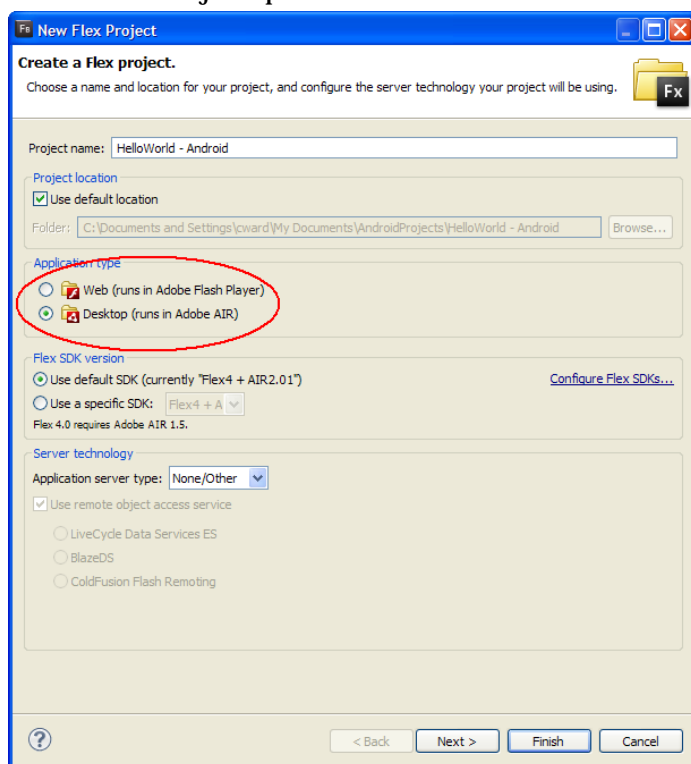 Fb New Flex Project
Create a Flex project.
Choose a name and location for your project, and configure the server technology your project will be using.
Fx
Project name: HelloWorld - Android
Project location
Use default location
Folder: C:\Documents and Settings\cward\My Documents\AndroidProjects\HelloWorld - Android Browse...
Application type
Web (runs in Adobe Flash Player)
Desktop (runs in Adobe AIR)
Flex SDK version
Use default SDK (currently "Flex4 + AIR2.01") Configure Flex SDKs...
Use a specific SDK: Flex4 + A
Flex 4.0 requires Adobe AIR 1.5.
Server technology
Application server type: None/Other
Use remote object access service
LiveCycle Data Services ES
BlazeDS
ColdFusion Flash Remoting
? < Back Next > Finish Cancel